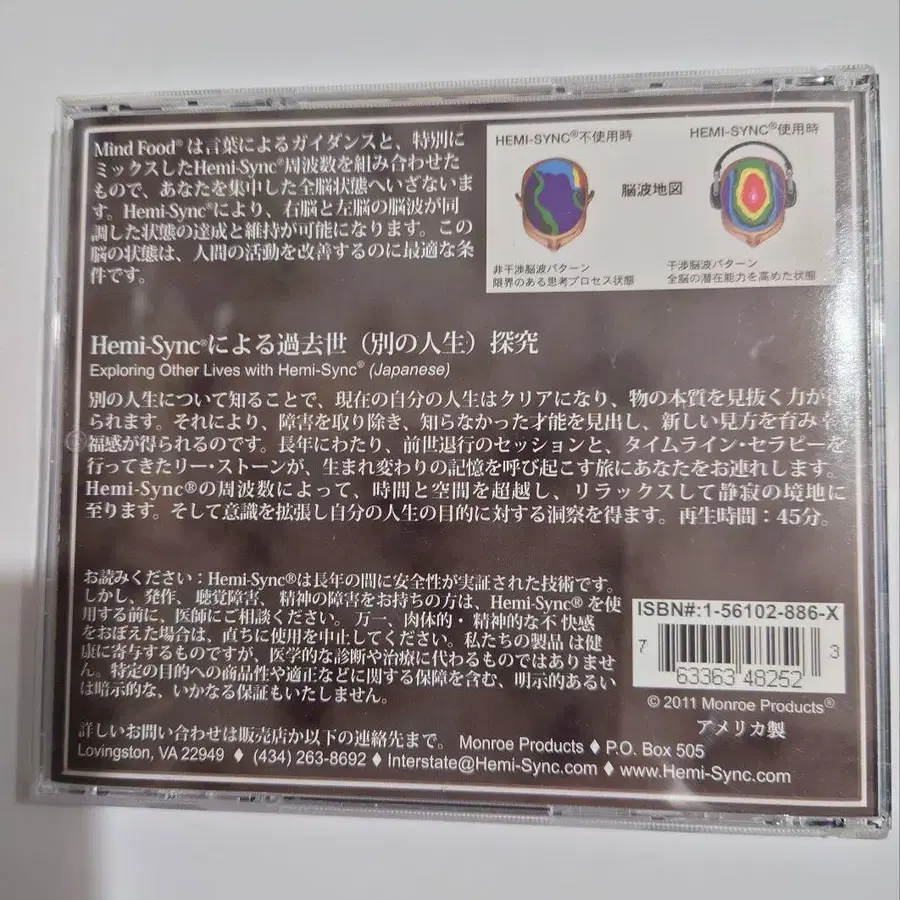 Mind Food®は言葉によるガイダンスと、特別に
ミックスしたHemi-Sync®周波数を組み合わせた
もので、あなたを集中した全脳状態へいざないま
す。Hemi-Sync®により、右脳と左脳の脳波が同
調した状態の達成と維持が可能になります。この
脳の状態は、人間の活動を改善するのに最適な条
件です。
HEMI-SYNC®不使用時
HEMI-SYNC®使用時
脳波地図
非干渉脳波パターン
限界のある思考プロセス状態
干渉脳波パターン
全脳の潜在能力を高めた状態
Hemi-Sync®による過去世（別の人生）探究
Exploring Other Lives with Hemi-Sync® (Japanese)
別の人生について知ることで、現在の自分の人生はクリアになり、物の本質を見抜く力が
られます。それにより、障害を取り除き、知らなかった才能を見出し、新しい見方を育み
福感が得られるのです。長年にわたり、前世退行のセッションと、タイムライン・セラピーを
行ってきたリー・ストーンが、生まれ変わりの記憶を呼び起こす旅にあなたをお連れします。
Hemi-Sync®の周波数によって、時間と空間を超越し、リラックスして静寂の境地に
至ります。そして意識を拡張し自分の人生の目的に対する洞察を得ます。再生時間：45分。
お読みください：Hemi-Sync®は長年の間に安全性が実証された技術です。
しかし、発作、聴覚障害、精神の障害をお持ちの方は、Hemi-Sync® を使
用する前に、医師にご相談ください。 万一、肉体的・精神的な不 快感
をおぼえた場合は、直ちに使用を中止してください。私たちの製品 は健
康に寄与するものですが、医学的な診断や治療に代わるものではありませ
ん。特定の目的への商品性や適正などに関する保障を含む、明示的あるい
は暗示的な、いかなる保証もいたしません。
ISBN#:1-56102-886-X
7 63363 48252 3
© 2011 Monroe Products®
アメリカ製
詳しいお問い合わせは販売店か以下の連絡先まで。 Monroe Products ♦ P.O. Box 505
Lovingston, VA 22949 ♦ (434) 263-8692 ♦ Interstate@Hemi-Sync.com ♦ www.Hemi-Sync.com